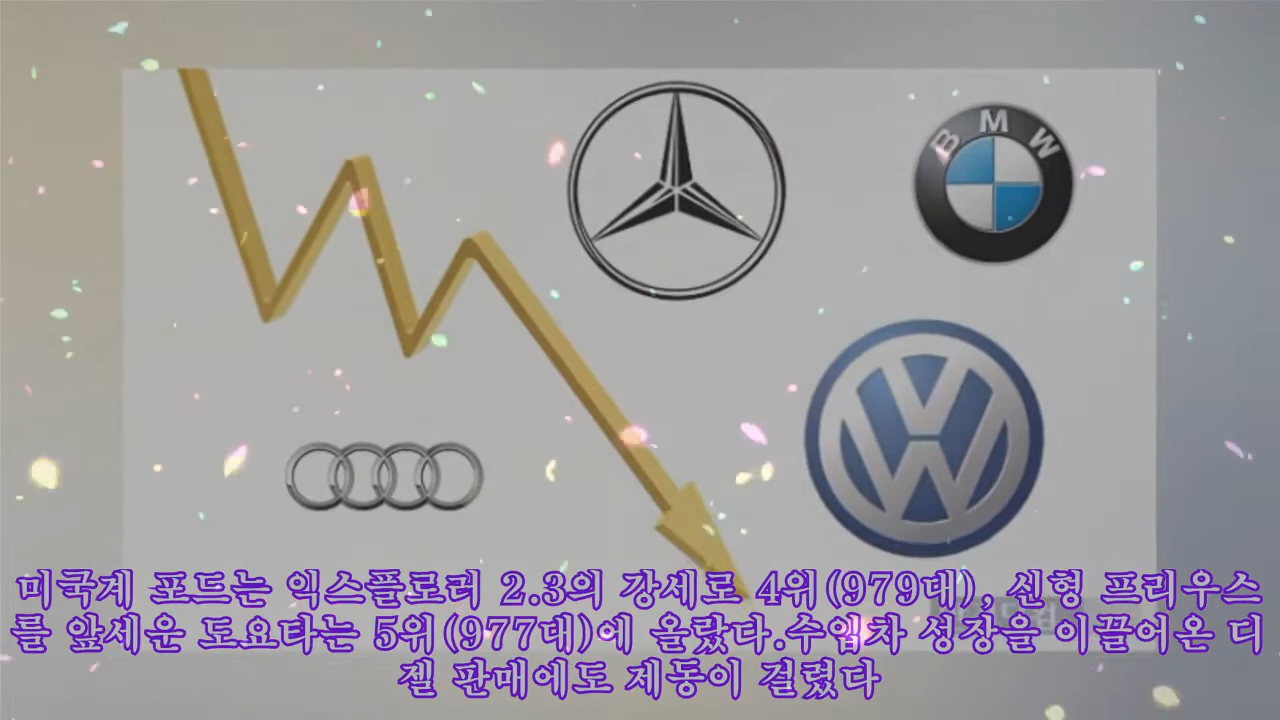 BMW
VW
미국계 포드는 익스플로러 2.3의 강세로 4위(979대), 신형 프리우스
를 앞세운 도요타는 5위(977대)에 올랐다.수앱차 성장을 이끌어온 디
젤 판매에도 제동이 걸렸다